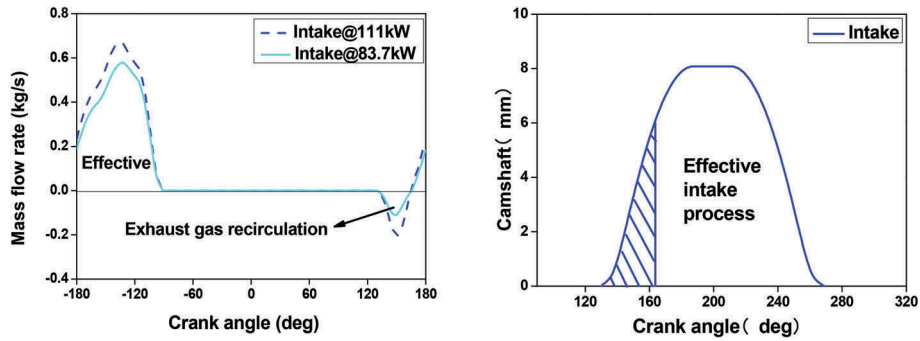 Mass flow rate (kg/s)
0.8
0.6
0.4
0.2
0.0
-0.2
-0.4
Intake@111kW
Intake@83.7kW
Effective
Exhaust gas recirculation
-180
-120
-60
0
60
120
180
Crank angle (deg)
Camshaft( mm)
10
8
6
4
2
0
Intake
Effective
intake
process
120
160
200
240
280
320
Crank angle( deg)